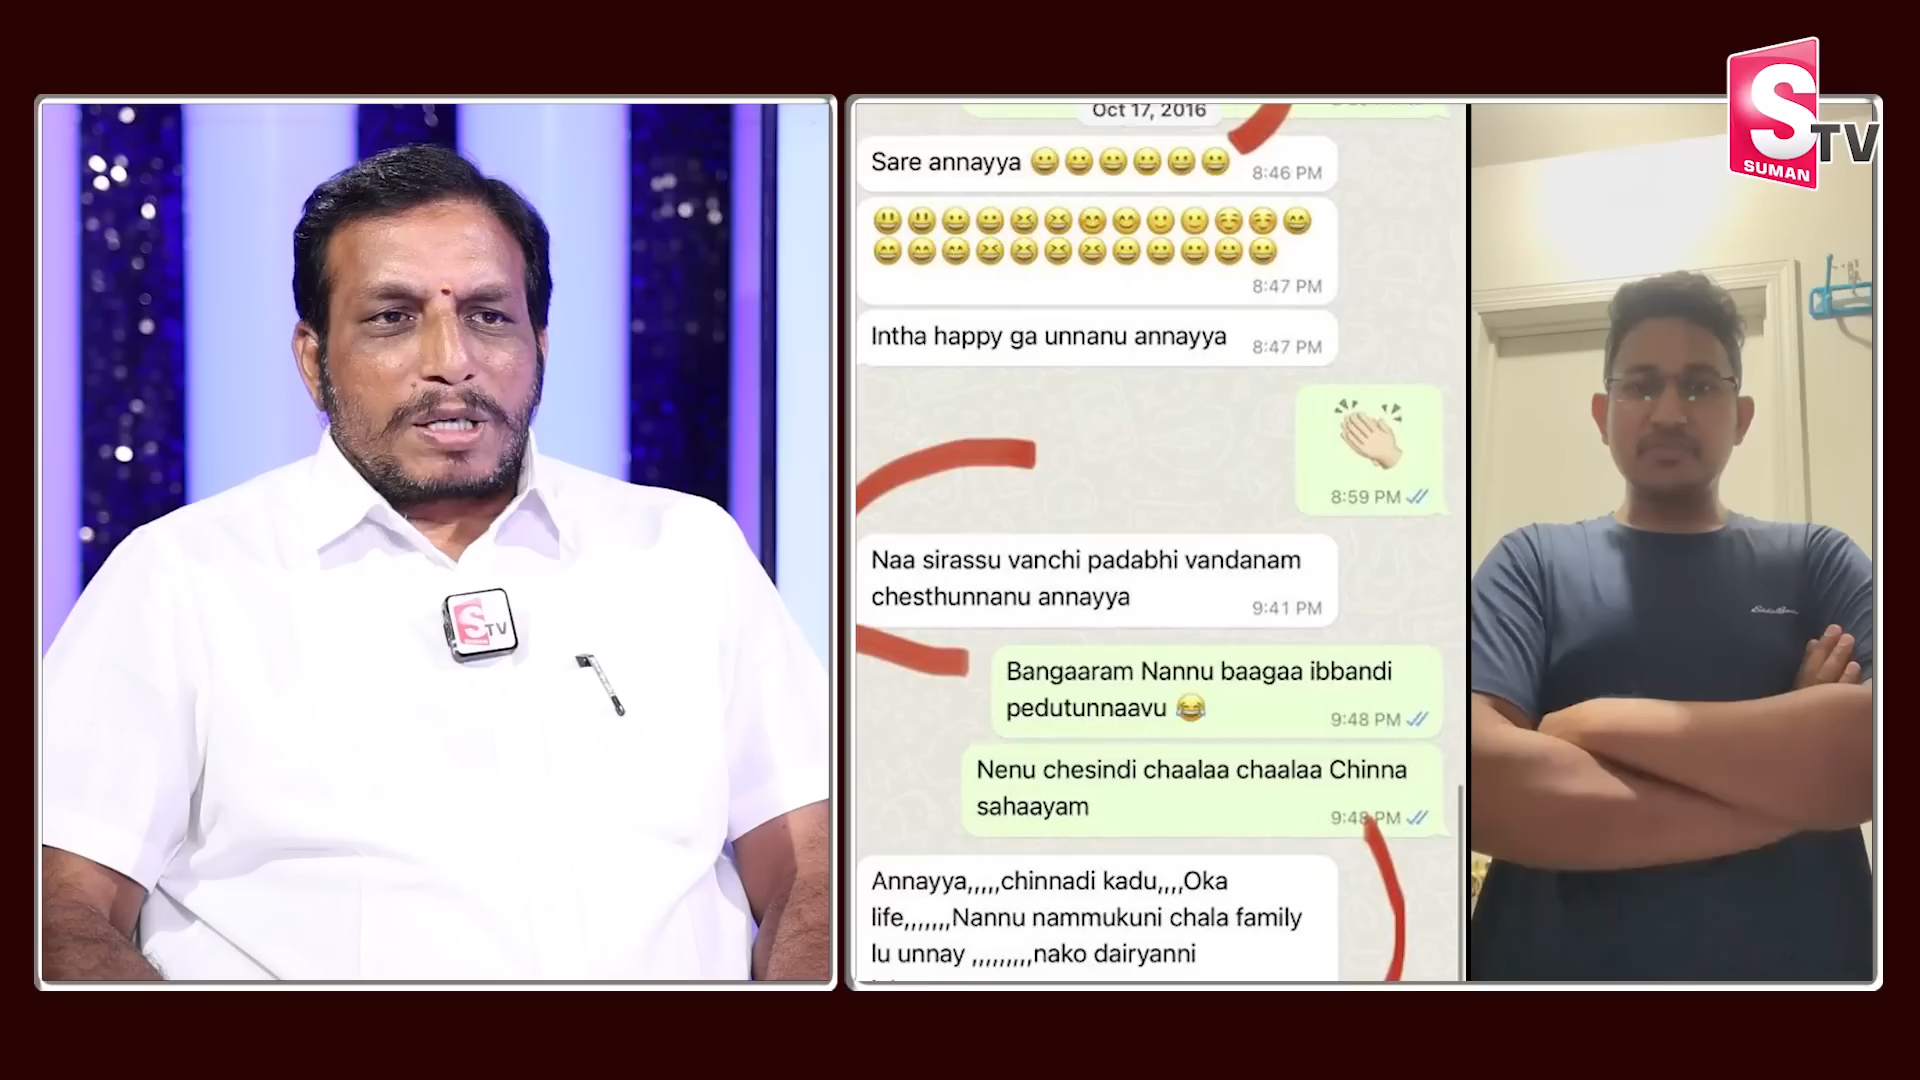 S
TV
SUMAN
Oct 17, 2016
Sare annayya 😀😀😀😀😀😀 8:46 PM
8:47 PM
Intha happy ga unnanu annayya 8:47 PM
8:59 PM
Naa sirassu vanchi padabhi vandanam
chesthunnanu annayya 9:41 PM
Bangaaram Nannu baagaa ibbandi
pedutunnaavu 😂 9:48 PM
Nenu chesindi chaalaa chaalaa Chinna
sahaayam 9:48 PM
Annayya,,,,,chinnadi kadu,,,,Oka
life,,,,,,,Nannu nammukuni chala family
lu unnay ,,,,,,,,,nako dairyanni
S
TV